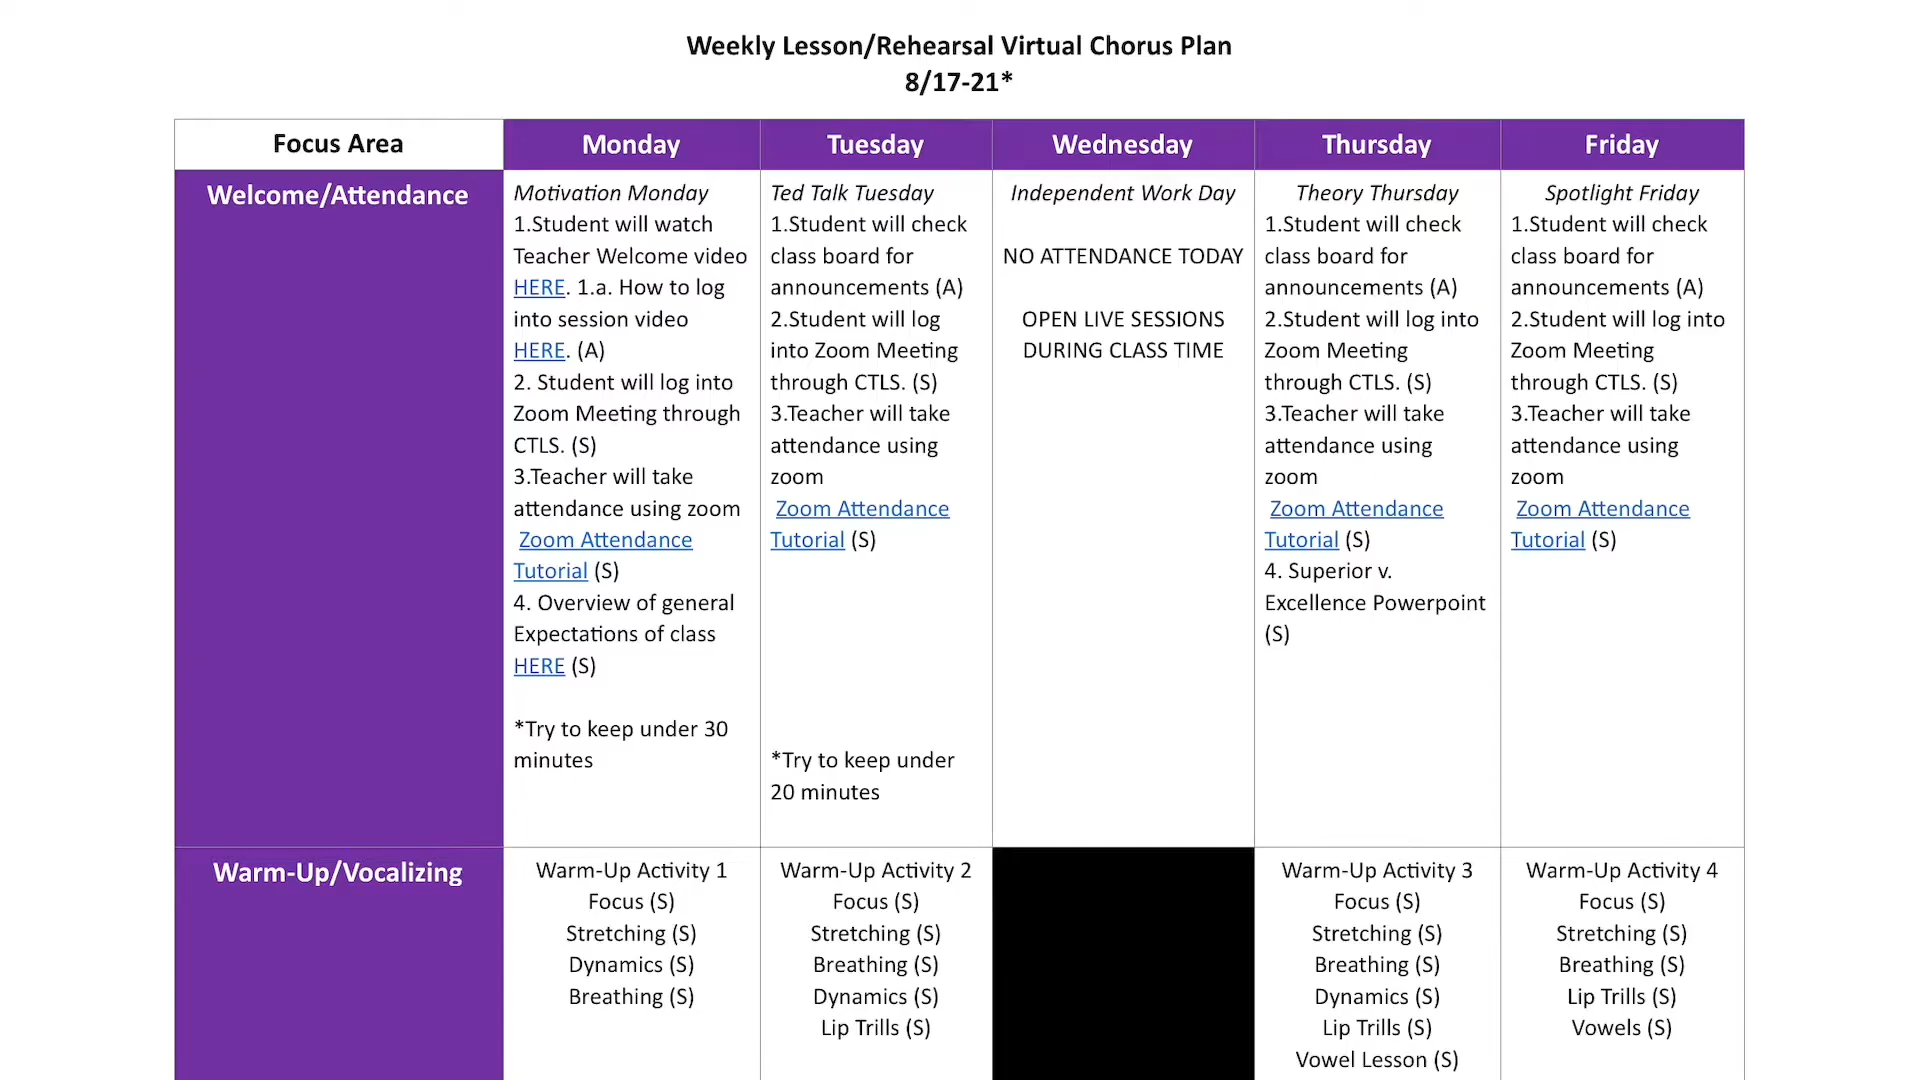 Weekly Lesson/Rehearsal Virtual Chorus Plan
8/17-21*
Focus Area
Monday
Tuesday
Wednesday
Thursday
Friday
Welcome/Attendance
Motivation Monday
1.Student will watch
Teacher Welcome video
HERE. 1.a. How to log
into session video
HERE. (A)
2. Student will log into
Zoom Meeting through
CTLS. (S)
3.Teacher will take
attendance using zoom
Zoom Attendance
Tutorial (S)
4. Overview of general
Expectations of class
HERE (S)
*Try to keep under 30
minutes
Ted Talk Tuesday
1.Student will check
class board for
announcements (A)
2.Student will log
into Zoom Meeting
through CTLS. (S)
3.Teacher will take
attendance using
zoom
Zoom Attendance
Tutorial (S)
*Try to keep under
20 minutes
Independent Work Day
NO ATTENDANCE TODAY
OPEN LIVE SESSIONS
DURING CLASS TIME
Theory Thursday
1.Student will check
class board for
announcements (A)
2.Student will log into
Zoom Meeting
through CTLS. (S)
3.Teacher will take
attendance using
zoom
Zoom Attendance
Tutorial (S)
4. Superior v.
Excellence Powerpoint
(S)
Spotlight Friday
1.Student will check
class board for
announcements (A)
2.Student will log into
Zoom Meeting
through CTLS. (S)
3.Teacher will take
attendance using
zoom
Zoom Attendance
Tutorial (S)
Warm-Up/Vocalizing
Warm-Up Activity 1
Focus (S)
Stretching (S)
Dynamics (S)
Breathing (S)
Warm-Up Activity 2
Focus (S)
Stretching (S)
Breathing (S)
Dynamics (S)
Lip Trills (S)
Warm-Up Activity 3
Focus (S)
Stretching (S)
Breathing (S)
Dynamics (S)
Lip Trills (S)
Vowel Lesson (S)
Warm-Up Activity 4
Focus (S)
Stretching (S)
Breathing (S)
Lip Trills (S)
Vowels (S)